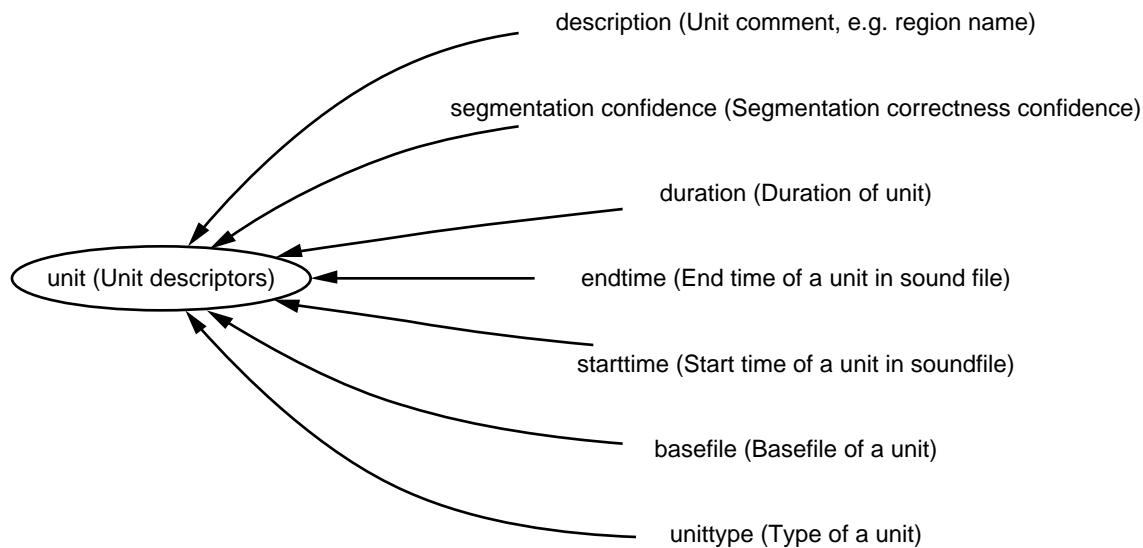 description (Unit comment, e.g. region name)
segmentation confidence (Segmentation correctness confidence)
duration (Duration of unit)
unit (Unit descriptors)
endtime (End time of a unit in sound file)
starttime (Start time of a unit in soundfile)
basefile (Basefile of a unit)
unittype (Type of a unit)